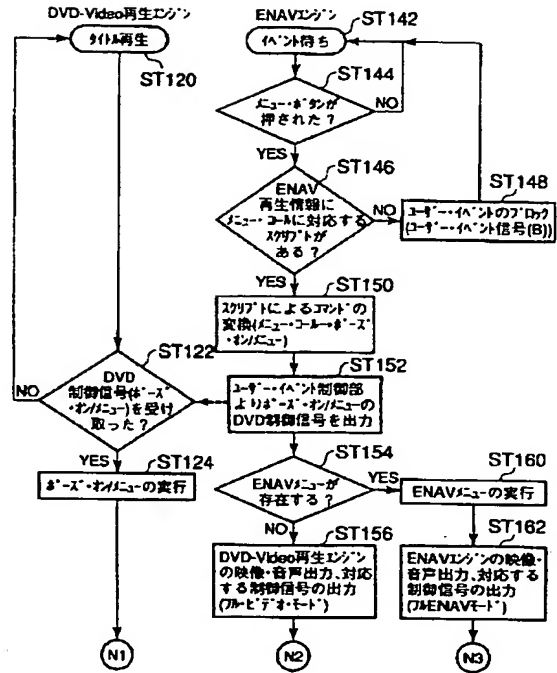 DVD-Video再生エンジン
タイトル再生
ST120
ENAVエンジン
ST142
イベント待ち
ST144
メニュー・ボタンが
押された?
NO
YES
ST146
ENAV
再生情報に
メニュー・コールに対応する
スクリプトが
ある?
NO
ST148
ユーザー・イベントのブロック
(ユーザー・イベント信号(B))
YES
ST150
スクリプトによるコマンドの
変換(メニュー・コール→ポーズ・
オン/メニュー)
ST122
DVD
制御信号(ポーズ・
オン/メニュー)を受け
取った?
NO
YES
ST124
ポーズ・オン/メニューの実行
ST152
ユーザー・イベント制御部
よりポーズ・オン/メニューの
DVD制御信号を出力
ST154
ENAVメニューが
存在する?
YES
ST160
ENAVメニューの実行
NO
ST156
DVD-Video再生エンジン
の映像・音声出力、対応
する制御信号の出力
(フル・ビデオ・モード)
ST162
ENAVエンジンの映像・
音声出力、対応する
制御信号の出力
(フルENAVモード)
N1
N2
N3